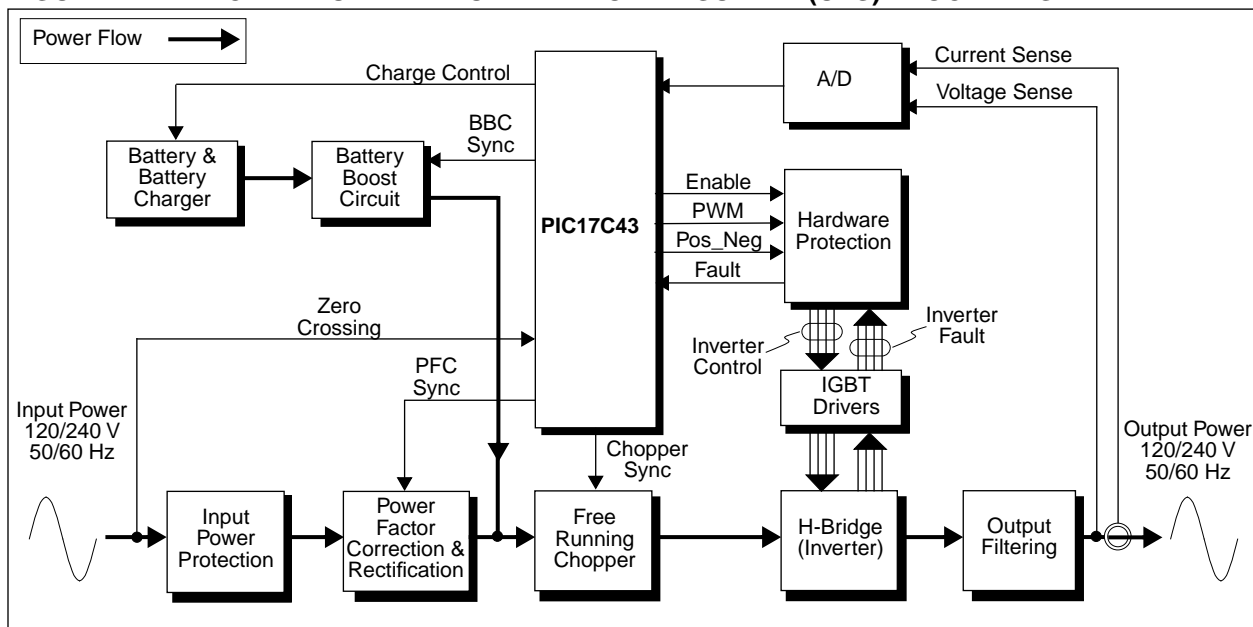 (UPS)
Power Flow
Charge Control
BBC
Sync
Battery &
Battery
Charger
Battery
Boost
Circuit
PIC17C43
A/D
Current Sense
Voltage Sense
Enable
PWM
Pos_Neg
Fault
Hardware
Protection
Zero
Crossing
PFC
Sync
Inverter
Control
Inverter
Fault
IGBT
Drivers
Chopper
Sync
Input Power
120/240 V
50/60 Hz
Input
Power
Protection
Power
Factor
Correction &
Rectification
Free
Running
Chopper
H-Bridge
(Inverter)
Output
Filtering
Output Power
120/240 V
50/60 Hz